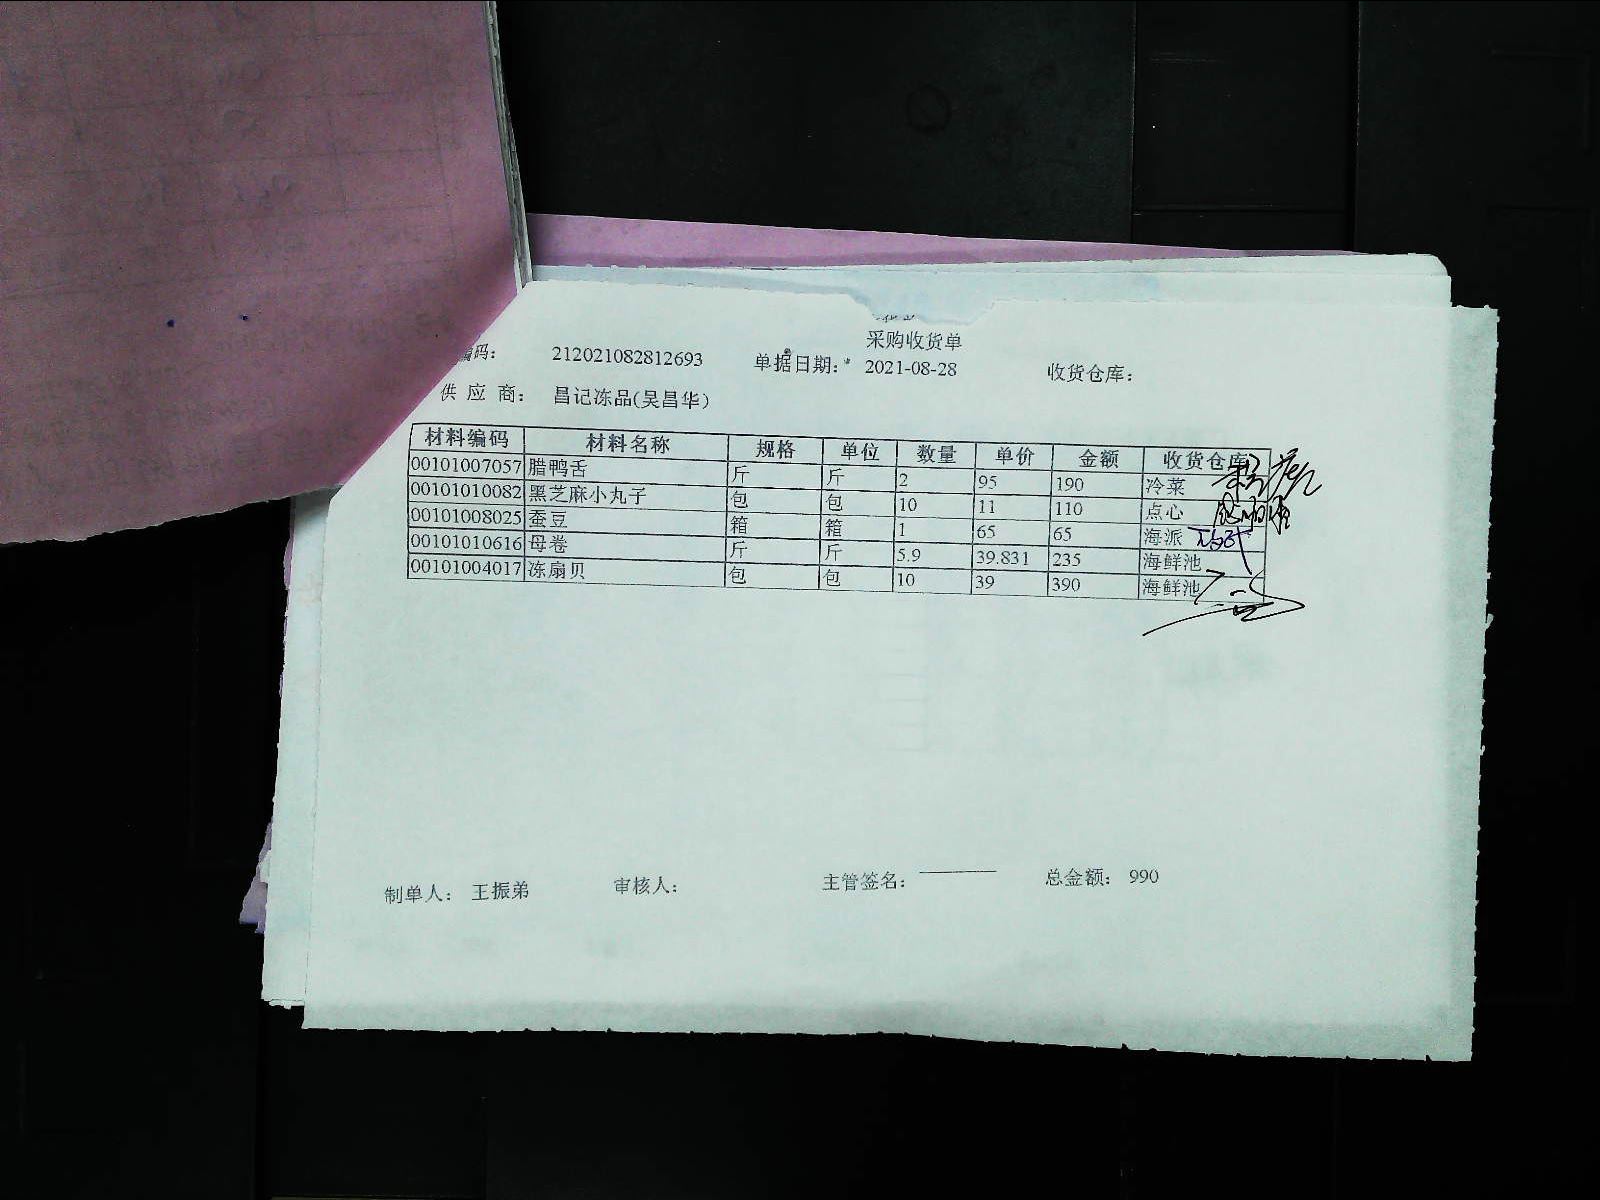 采购收货单
编码： 212021082812693 单据日期： 2021-08-28 收货仓库：
供应商： 昌记冻品(吴昌华)
材料编码 材料名称 规格 单位 数量 单价 金额 收货仓库
00101007057 腊鸭舌 斤 斤 2 95 190 冷菜
00101010082 黑芝麻小丸子 包 包 10 11 110 点心
00101008025 蚕豆 箱 箱 1 65 65 海派
00101010616 母卷 斤 斤 5.9 39.831 235 海鲜池
00101004017 冻扇贝 包 包 10 39 390 海鲜池
制单人： 王振弟 审核人： 主管签名： 总金额： 990